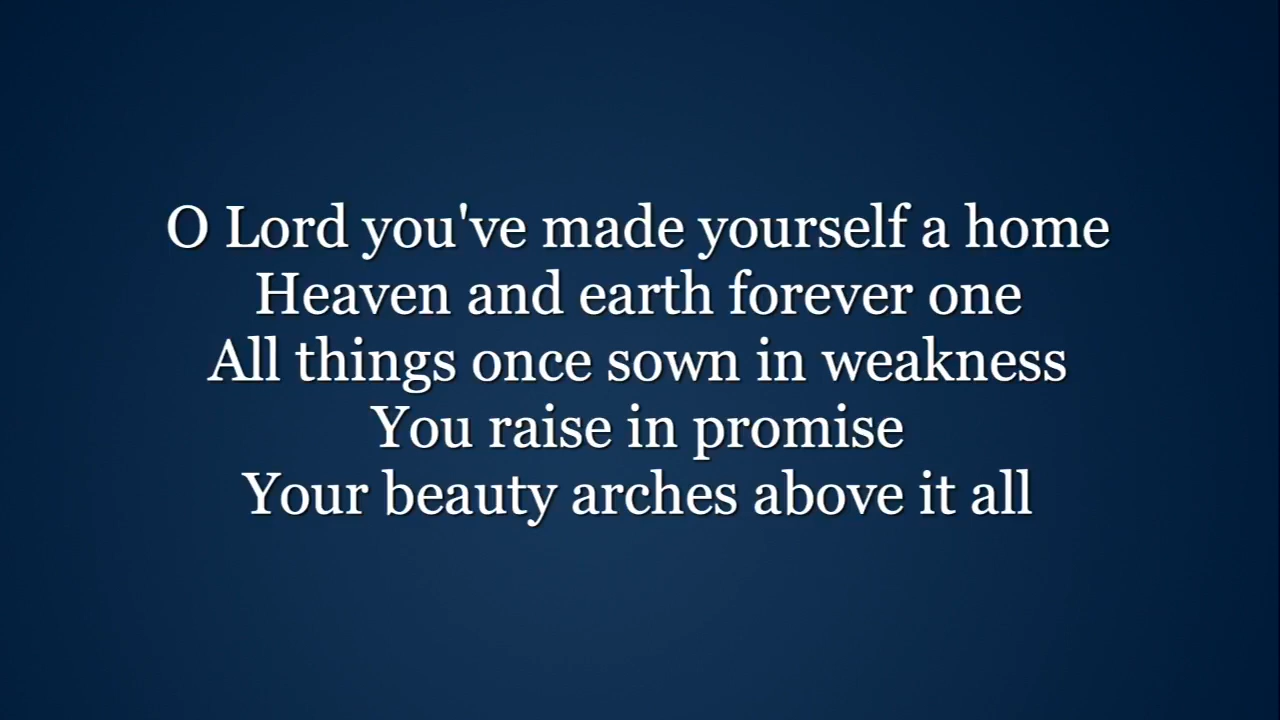 O Lord you've made yourself a home
Heaven and earth forever one
All things once sown in weakness
You raise in promise
Your beauty arches above it all